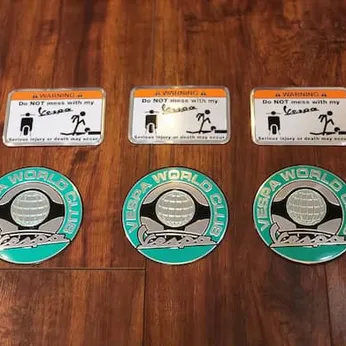 ⚠ WARNING ⚠
Do NOT mess with my
Vespa
Serious injury or death may occur
⚠ WARNING ⚠
Do NOT mess with my
Vespa
Serious injury or death may occur
⚠ WARNING ⚠
Do NOT mess with my
Vespa
Serious injury or death may occur
VESPA WORLD CLUB
Vespa
VESPA WORLD CLUB
Vespa
VESPA WORLD C
Vespa